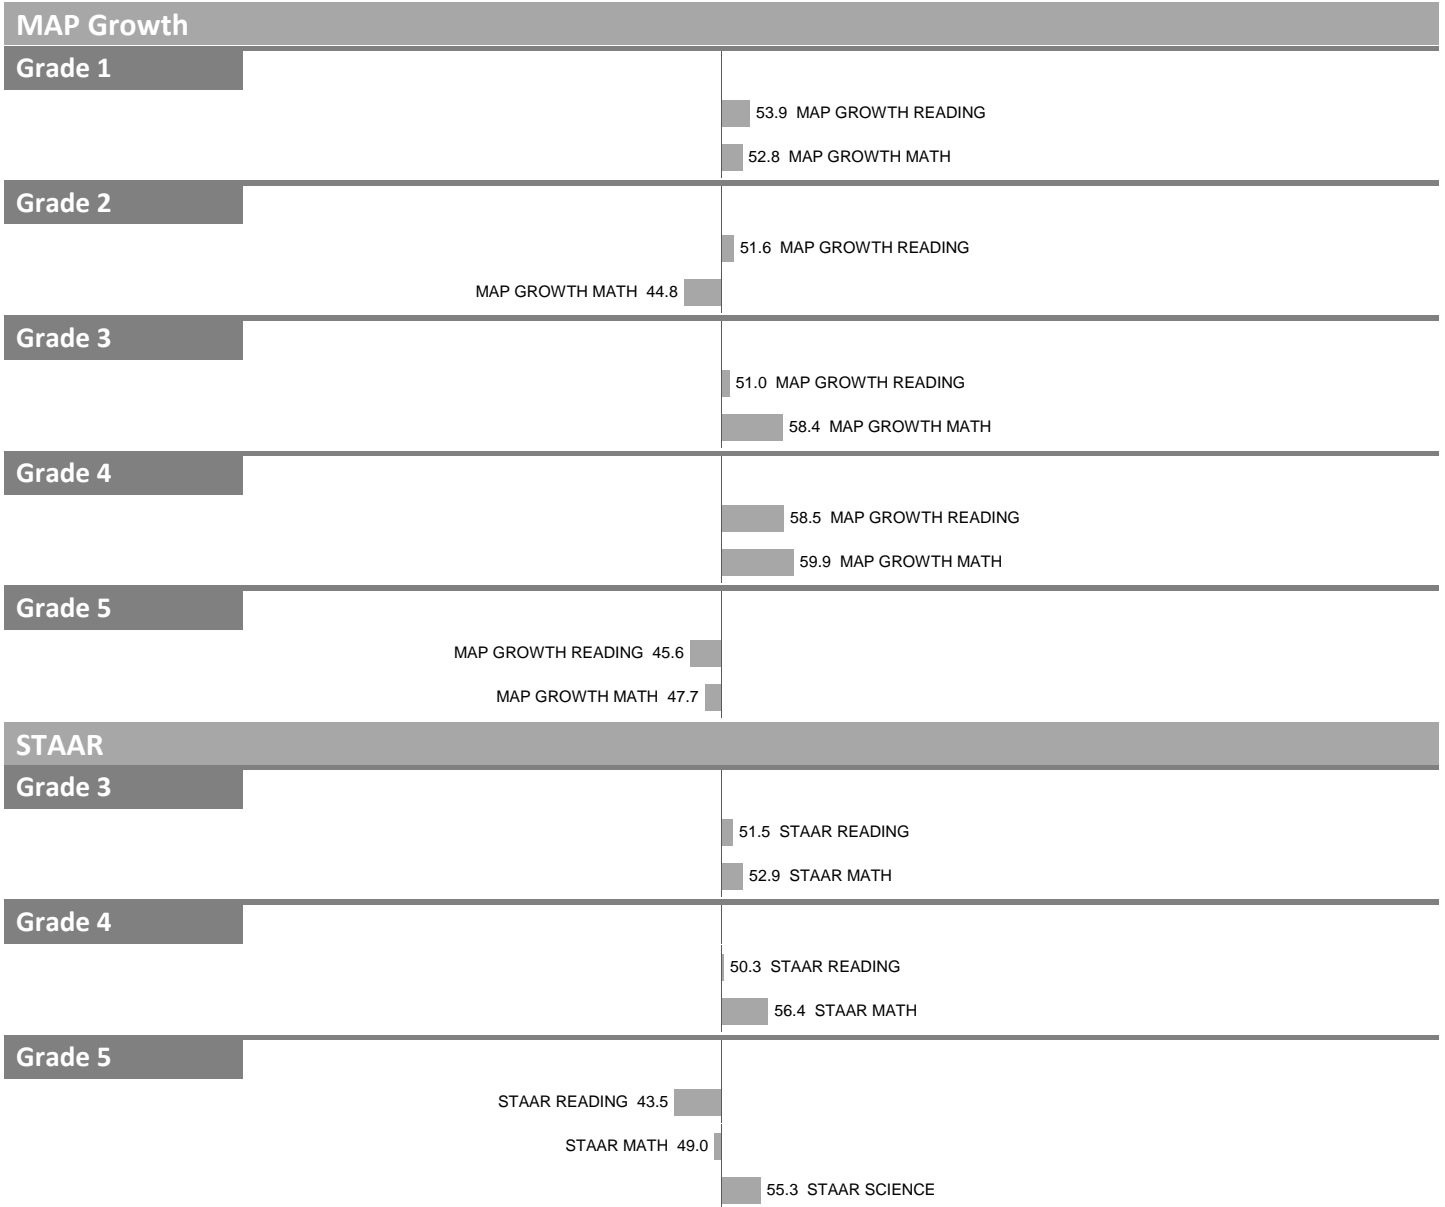 MAP Growth
Grade 1
53.9 MAP GROWTH READING
52.8 MAP GROWTH MATH
Grade 2
51.6 MAP GROWTH READING
MAP GROWTH MATH 44.8
Grade 3
51.0 MAP GROWTH READING
58.4 MAP GROWTH MATH
Grade 4
58.5 MAP GROWTH READING
59.9 MAP GROWTH MATH
Grade 5
MAP GROWTH READING 45.6
MAP GROWTH MATH 47.7
STAAR
Grade 3
51.5 STAAR READING
52.9 STAAR MATH
Grade 4
50.3 STAAR READING
56.4 STAAR MATH
Grade 5
STAAR READING 43.5
STAAR MATH 49.0
55.3 STAAR SCIENCE